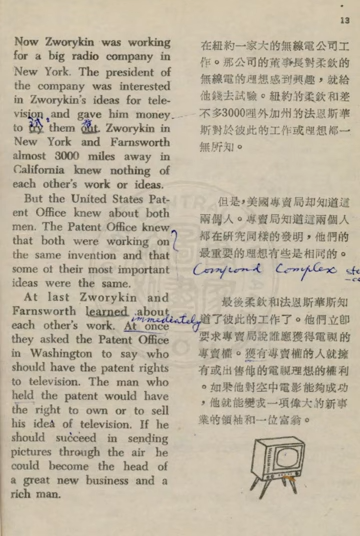 13
Now Zworykin was working
for a big radio company in
New York. The president of
the company was interested
in Zworykin's ideas for tele-
vision and gave him money
to try them out. Zworykin in
New York and Farnsworth
almost 3000 miles away in
California knew nothing of
each other's work or ideas.
But the United States Pat-
ent Office knew about both
men. The Patent Office knew
that both were working on
the same invention and that
some of their most important
ideas were the same.
At last Zworykin and
Farnsworth learned about
each other's work. At once
immediately
they asked the Patent Office
in Washington to say who
should have the patent rights
to television. The man who
held the patent would have
the right to own or to sell
his idea of television. If he
should succeed in sending
pictures through the air he
could become the head of
a great new business and a
rich man.
在紐約一家大的無線電公司工
作。那公司的董事長對柔飲的
無線電的理想感到興趣,就給
他錢去試驗。紐約的柔飲和差
不多3000哩外加州的法恩斯華
斯對於彼此的工作或理想都一
無所知。
但是,美國專賣局却知道這
兩個人。專賣局知道這兩個人
都在研究同樣的發明,他們的
最重要的理想有些是相同的。
Compound Complex
最後柔飲和法恩斯華斯知
道了彼此的工作了。他們立卽
要求專賣局說誰應獲得電視的
專賣權。獲有專賣權的人就擁
有或出售他的電視理想的權利
。如果他對空中電影能夠成功
,他就能變成一項偉大的新事
業的領袖和一位富翁。